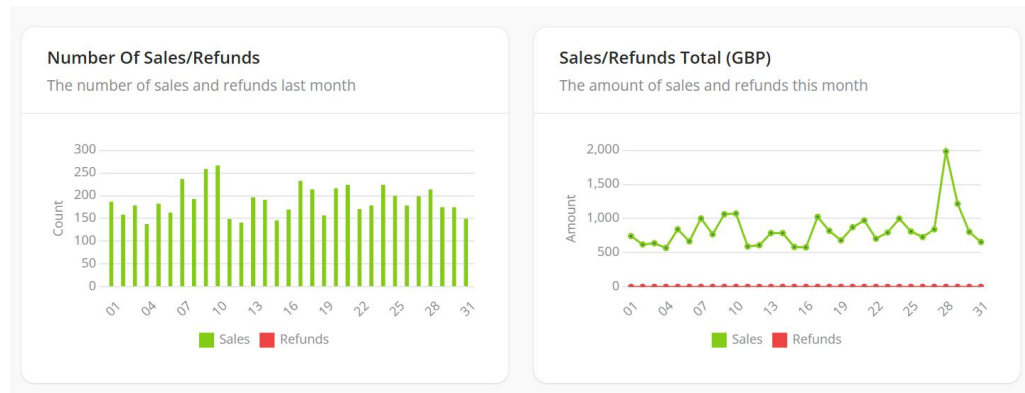 Number Of Sales/Refunds
The number of sales and refunds last month
300
250
200
150
100
50
0
Count
01 04 07 10 13 16 19 22 25 28 31
Sales Refunds
Sales/Refunds Total (GBP)
The amount of sales and refunds this month
2,000
1,500
1,000
500
0
Amount
01 04 07 10 13 16 19 22 25 28 31
Sales Refunds